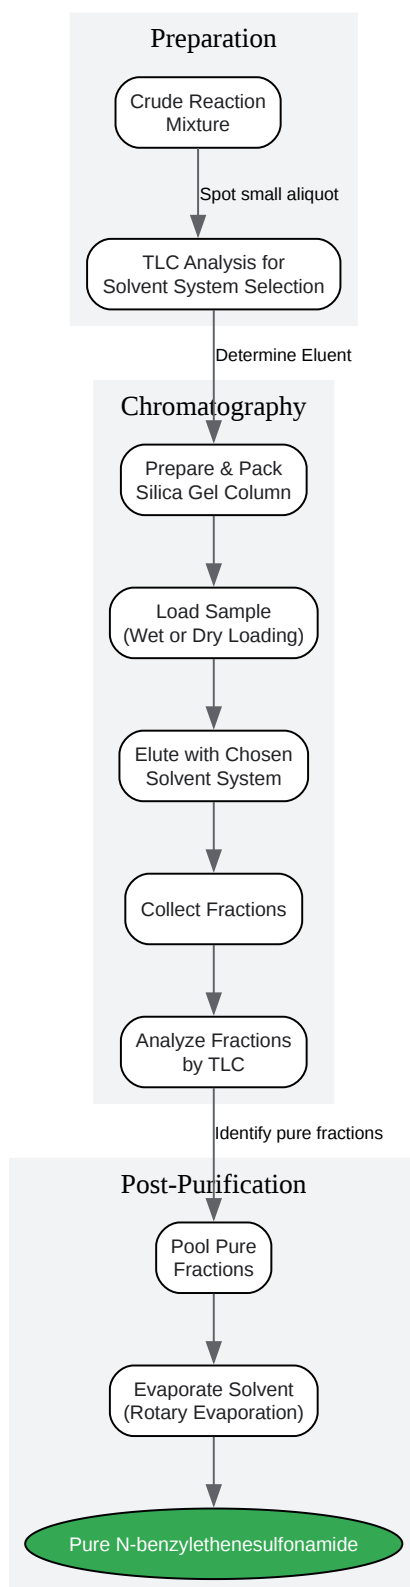 Preparation
Crude Reaction
Mixture
Spot small aliquot
TLC Analysis for
Solvent System Selection
Determine Eluent
Chromatography
Prepare & Pack
Silica Gel Column
Load Sample
(Wet or Dry Loading)
Elute with Chosen
Solvent System
Collect Fractions
Analyze Fractions
by TLC
Identify pure fractions
Post-Purification
Pool Pure
Fractions
Evaporate Solvent
(Rotary Evaporation)
Pure N-benzylethenesulfonamide